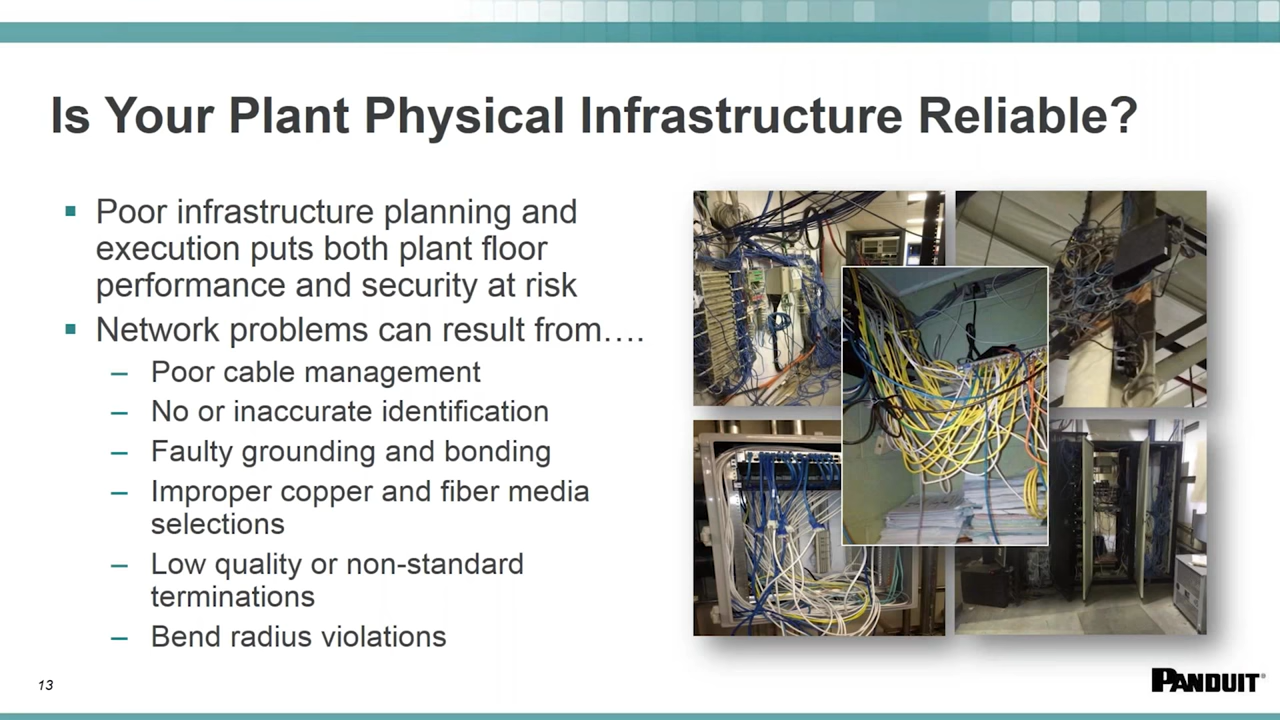 Is Your Plant Physical Infrastructure Reliable?
▪ Poor infrastructure planning and
execution puts both plant floor
performance and security at risk
▪ Network problems can result from….
– Poor cable management
– No or inaccurate identification
– Faulty grounding and bonding
– Improper copper and fiber media
selections
– Low quality or non-standard
terminations
– Bend radius violations
13
PANDUIT®